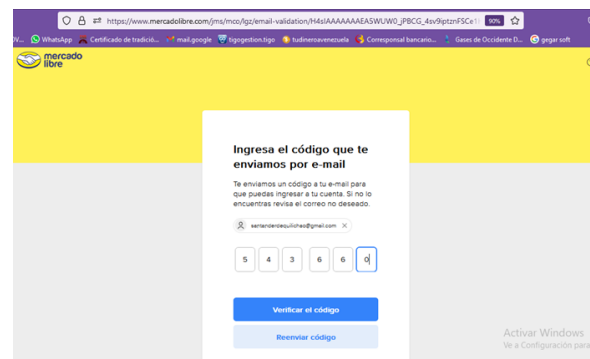 https://www.mercadolibre.com/jms/mco/lgz/email-validation/H4sIAAAAAAAEA5WUW0_jPBCG_4sv9iptznFSCe1 90%
V... WhatsApp Certificado de tradició... mail.google tigogestion.tigo tudineroavenezuela Corresponsal bancario... Gases de Occidente D... gegar soft
mercado
libre
Ingresa el código que te
enviamos por e-mail
Te enviamos un código a tu e-mail para
que puedas ingresar a tu cuenta. Si no lo
encuentras revisa el correo no deseado.
santanderdequilichao@gmail.com
5 4 3 6 6 0
Verificar el código
Reenviar código
Activar Windows
Ve a Configuración para